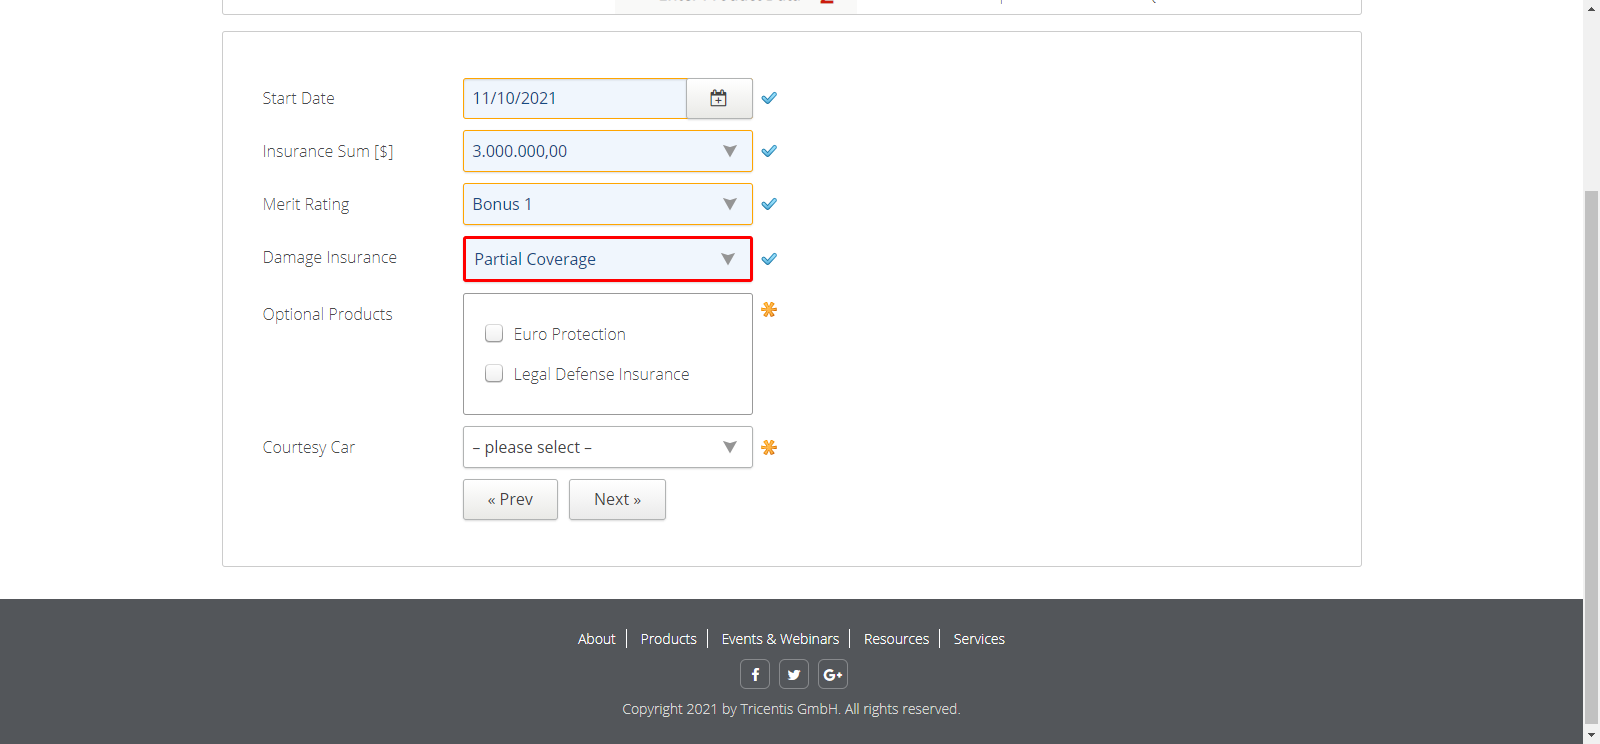 Start Date
11/10/2021
Insurance Sum [$]
3.000.000,00
Merit Rating
Bonus 1
Damage Insurance
Partial Coverage
Optional Products
Euro Protection
Legal Defense Insurance
Courtesy Car
– please select –
« Prev
Next »
About
Products
Events & Webinars
Resources
Services
Copyright 2021 by Tricentis GmbH. All rights reserved.